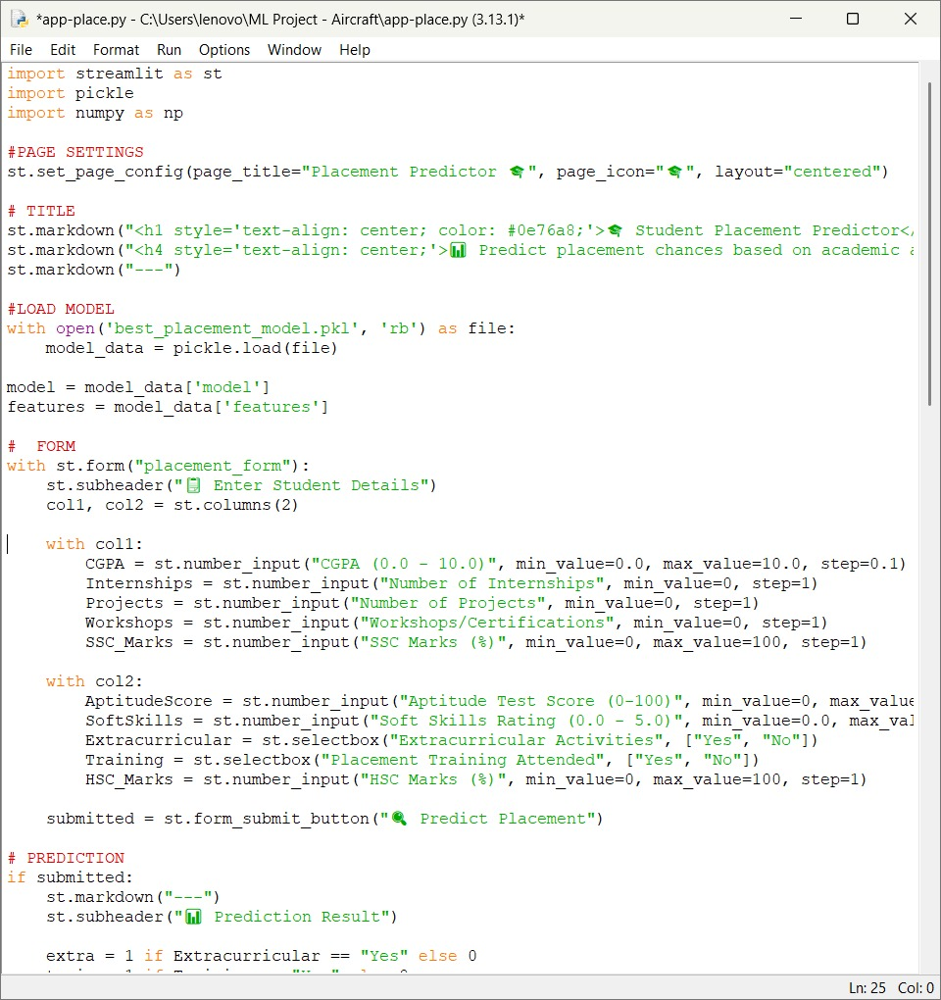 *app-place.py - C:\Users\lenovo\ML Project - Aircraft\app-place.py (3.13.1)*
File Edit Format Run Options Window Help
import streamlit as st
import pickle
import numpy as np
#PAGE SETTINGS
st.set_page_config(page_title="Placement Predictor 🎓", page_icon="🎓", layout="centered")
# TITLE
st.markdown("<h1 style='text-align: center; color: #0e76a8;'>🎓 Student Placement Predictor</
st.markdown("<h4 style='text-align: center;'>📊 Predict placement chances based on academic a
st.markdown("---")
#LOAD MODEL
with open('best_placement_model.pkl', 'rb') as file:
    model_data = pickle.load(file)
model = model_data['model']
features = model_data['features']
#  FORM
with st.form("placement_form"):
    st.subheader("📋 Enter Student Details")
    col1, col2 = st.columns(2)
    with col1:
        CGPA = st.number_input("CGPA (0.0 - 10.0)", min_value=0.0, max_value=10.0, step=0.1)
        Internships = st.number_input("Number of Internships", min_value=0, step=1)
        Projects = st.number_input("Number of Projects", min_value=0, step=1)
        Workshops = st.number_input("Workshops/Certifications", min_value=0, step=1)
        SSC_Marks = st.number_input("SSC Marks (%)", min_value=0, max_value=100, step=1)
    with col2:
        AptitudeScore = st.number_input("Aptitude Test Score (0-100)", min_value=0, max_value
        SoftSkills = st.number_input("Soft Skills Rating (0.0 - 5.0)", min_value=0.0, max_val
        Extracurricular = st.selectbox("Extracurricular Activities", ["Yes", "No"])
        Training = st.selectbox("Placement Training Attended", ["Yes", "No"])
        HSC_Marks = st.number_input("HSC Marks (%)", min_value=0, max_value=100, step=1)
    submitted = st.form_submit_button("🔍 Predict Placement")
# PREDICTION
if submitted:
    st.markdown("---")
    st.subheader("📊 Prediction Result")
    extra = 1 if Extracurricular == "Yes" else 0
Ln: 25 Col: 0